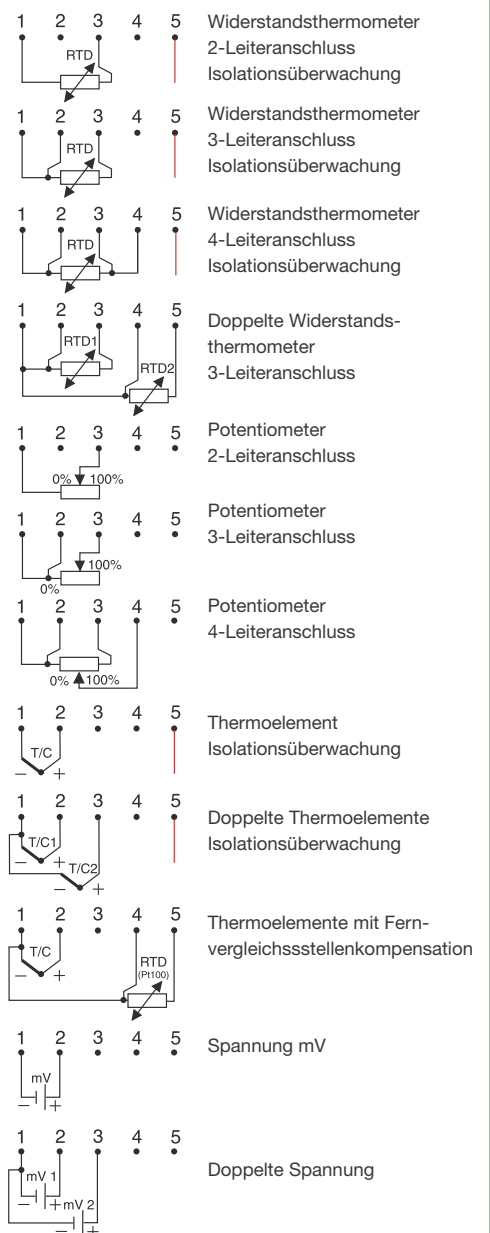 1 2 3 4 5
RTD
Widerstandsthermometer
2-Leiteranschluss
Isolationsüberwachung
1 2 3 4 5
RTD
Widerstandsthermometer
3-Leiteranschluss
Isolationsüberwachung
1 2 3 4 5
RTD
Widerstandsthermometer
4-Leiteranschluss
Isolationsüberwachung
1 2 3 4 5
RTD1
RTD2
Doppelte Widerstands-
thermometer
3-Leiteranschluss
1 2 3 4 5
0% 100%
Potentiometer
2-Leiteranschluss
1 2 3 4 5
100%
0%
Potentiometer
3-Leiteranschluss
1 2 3 4 5
0% 100%
Potentiometer
4-Leiteranschluss
1 2 3 4 5
T/C
– +
Thermoelement
Isolationsüberwachung
1 2 3 4 5
T/C1
– +
T/C2
– +
Doppelte Thermoelemente
Isolationsüberwachung
1 2 3 4 5
T/C
– +
RTD
(Pt100)
Thermoelemente mit Fern-
vergleichssstellenkompensation
1 2 3 4 5
mV
– +
Spannung mV
1 2 3 4 5
mV 1
– +
mV 2
– +
Doppelte Spannung